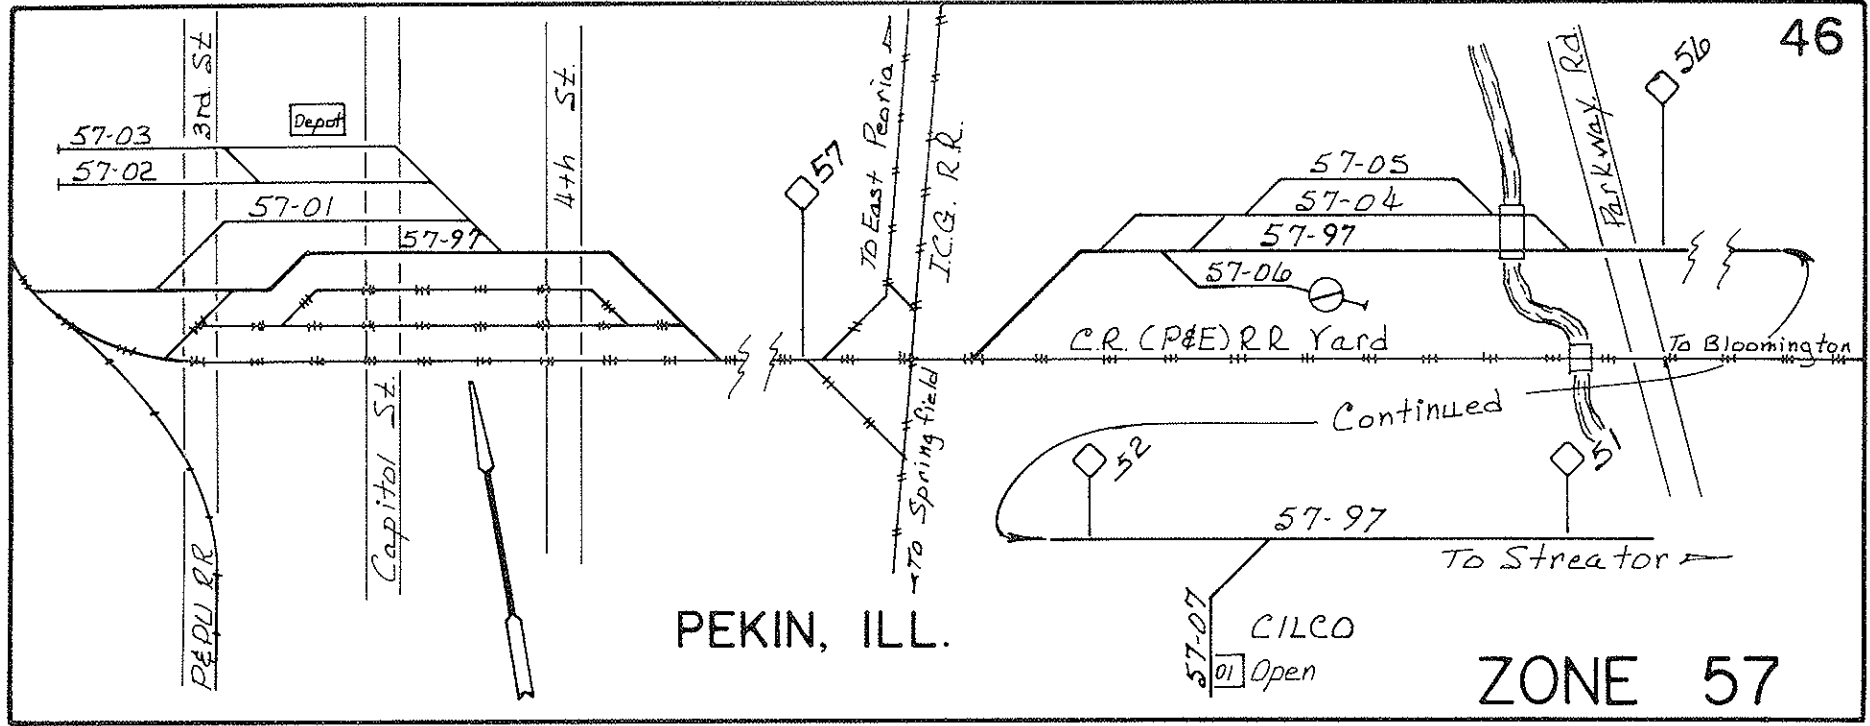 46
3rd St
Depot
4th St.
57
To East Peoria
I.C.G. R.R.
Parkway Rd.
56
57-03
57-02
57-01
57-97
57-05
57-04
57-97
57-06
C.R. (P&E) RR Yard
To Bloomington
Continued
Capitol St.
P&PU RR
To Springfield
52
51
57-97
To Streator
57-07
CILCO
01 Open
PEKIN, ILL.
ZONE 57